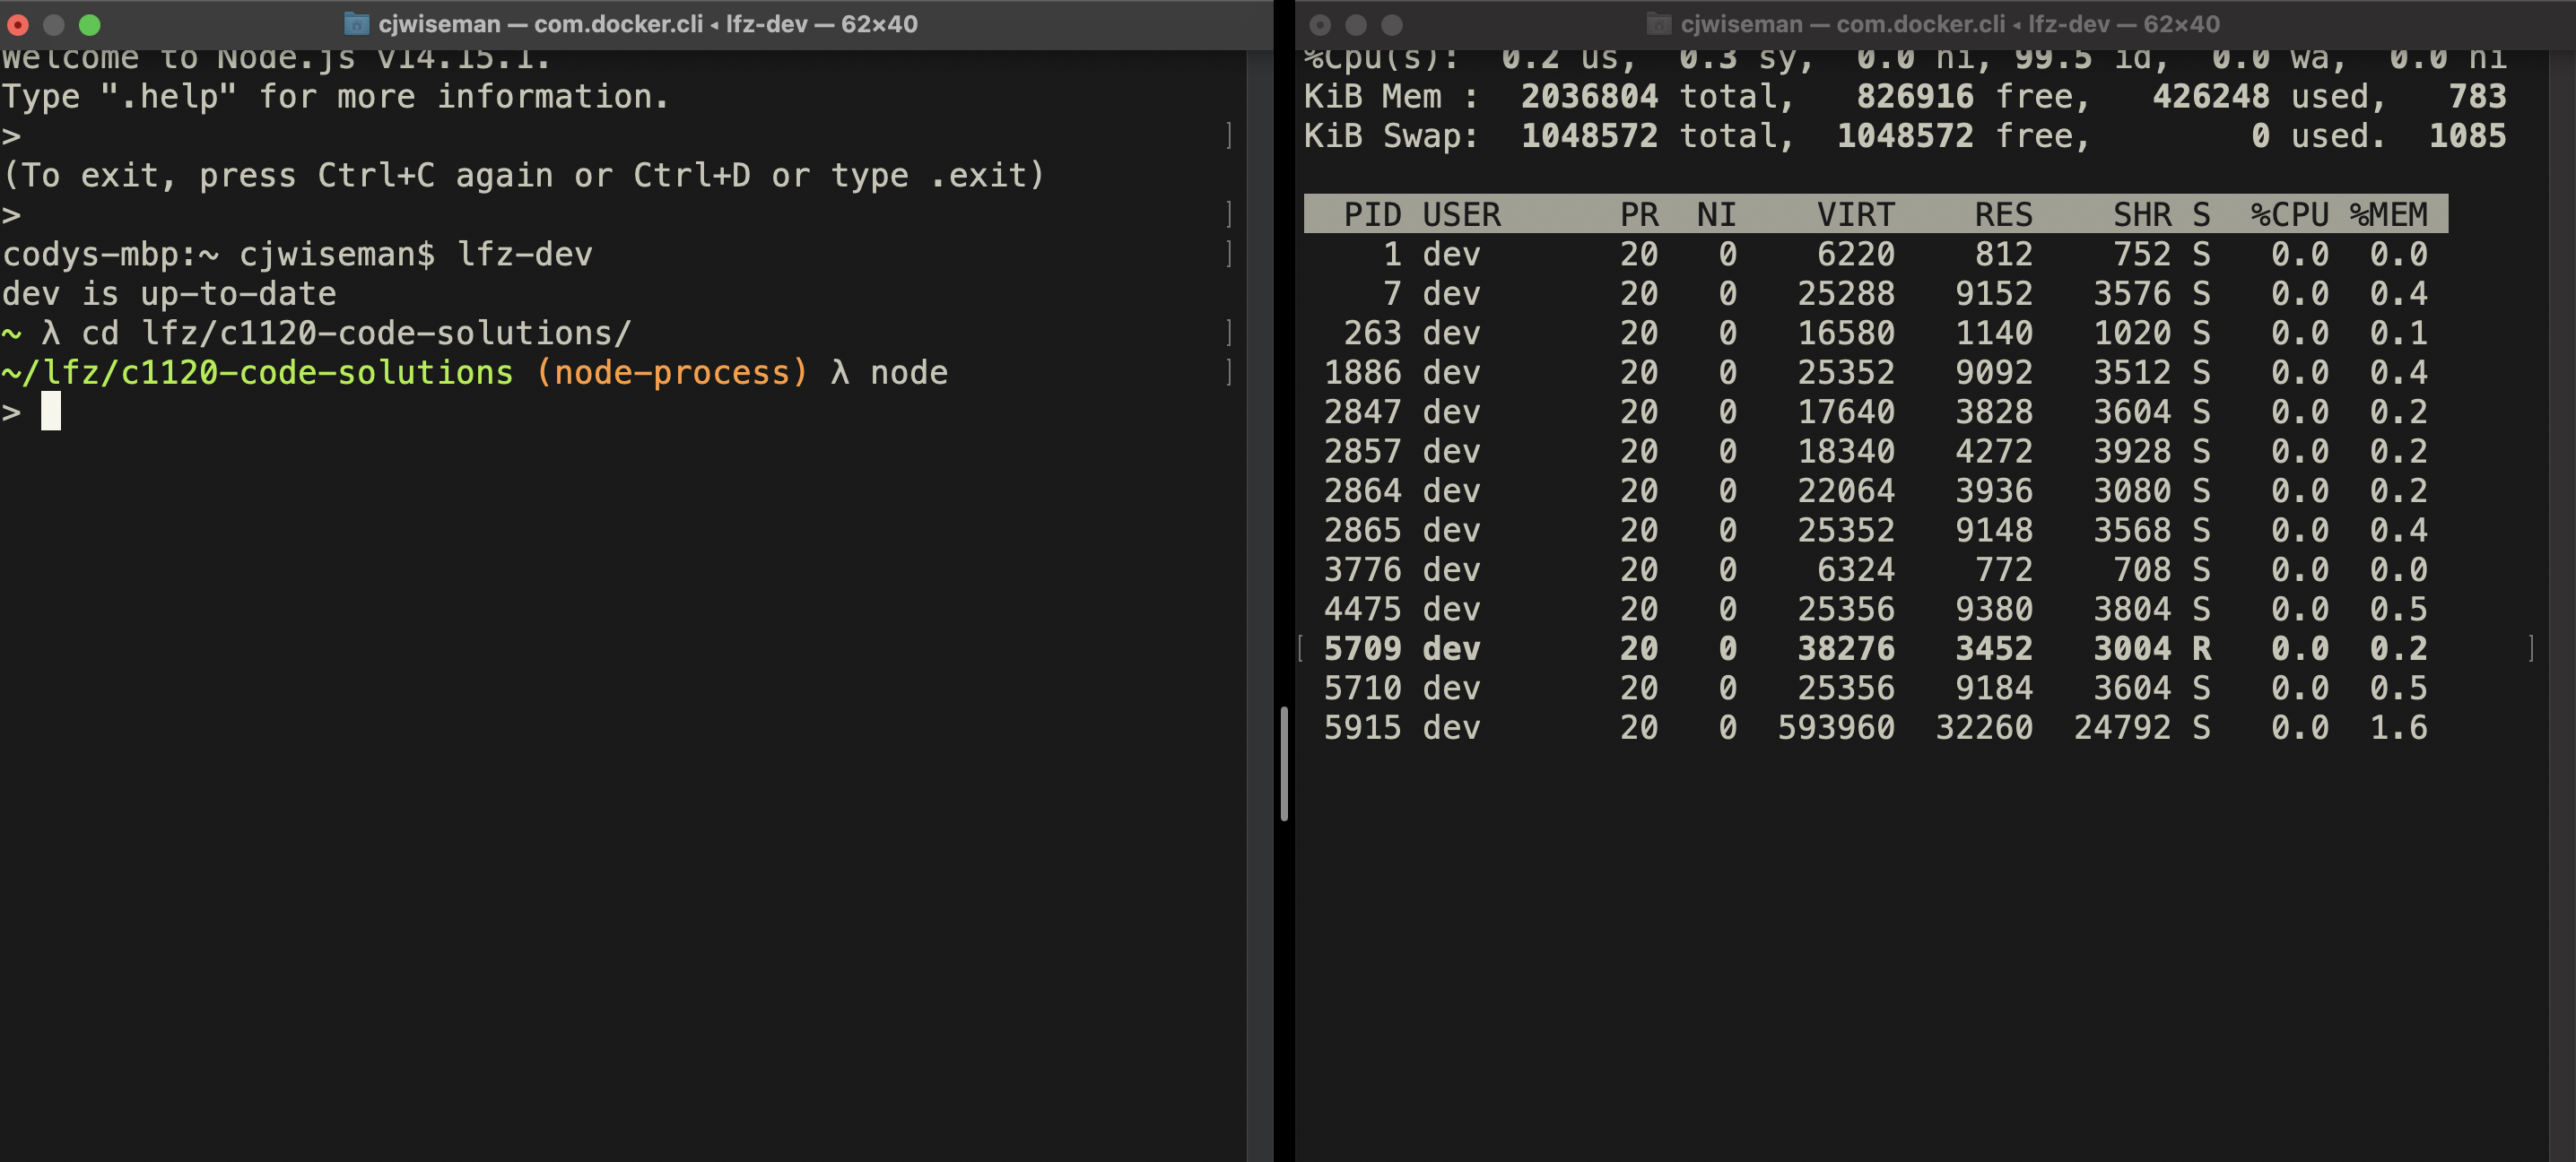 cjwiseman — com.docker.cli ◂ lfz-dev — 62×40
Welcome to Node.js v14.15.1.
Type ".help" for more information.
>
(To exit, press Ctrl+C again or Ctrl+D or type .exit)
>
codys-mbp:~ cjwiseman$ lfz-dev
dev is up-to-date
~ λ cd lfz/c1120-code-solutions/
~/lfz/c1120-code-solutions (node-process) λ node
>
cjwiseman — com.docker.cli ◂ lfz-dev — 62×40
%Cpu(s):  0.2 us,  0.3 sy,  0.0 ni, 99.5 id,  0.0 wa,  0.0 hi
KiB Mem :  2036804 total,   826916 free,   426248 used,   783
KiB Swap:  1048572 total,  1048572 free,        0 used.  1085
PID USER      PR  NI    VIRT    RES    SHR S  %CPU %MEM
1 dev       20   0    6220    812    752 S   0.0  0.0
7 dev       20   0   25288   9152   3576 S   0.0  0.4
263 dev       20   0   16580   1140   1020 S   0.0  0.1
1886 dev       20   0   25352   9092   3512 S   0.0  0.4
2847 dev       20   0   17640   3828   3604 S   0.0  0.2
2857 dev       20   0   18340   4272   3928 S   0.0  0.2
2864 dev       20   0   22064   3936   3080 S   0.0  0.2
2865 dev       20   0   25352   9148   3568 S   0.0  0.4
3776 dev       20   0    6324    772    708 S   0.0  0.0
4475 dev       20   0   25356   9380   3804 S   0.0  0.5
5709 dev       20   0   38276   3452   3004 R   0.0  0.2
5710 dev       20   0   25356   9184   3604 S   0.0  0.5
5915 dev       20   0  593960  32260  24792 S   0.0  1.6